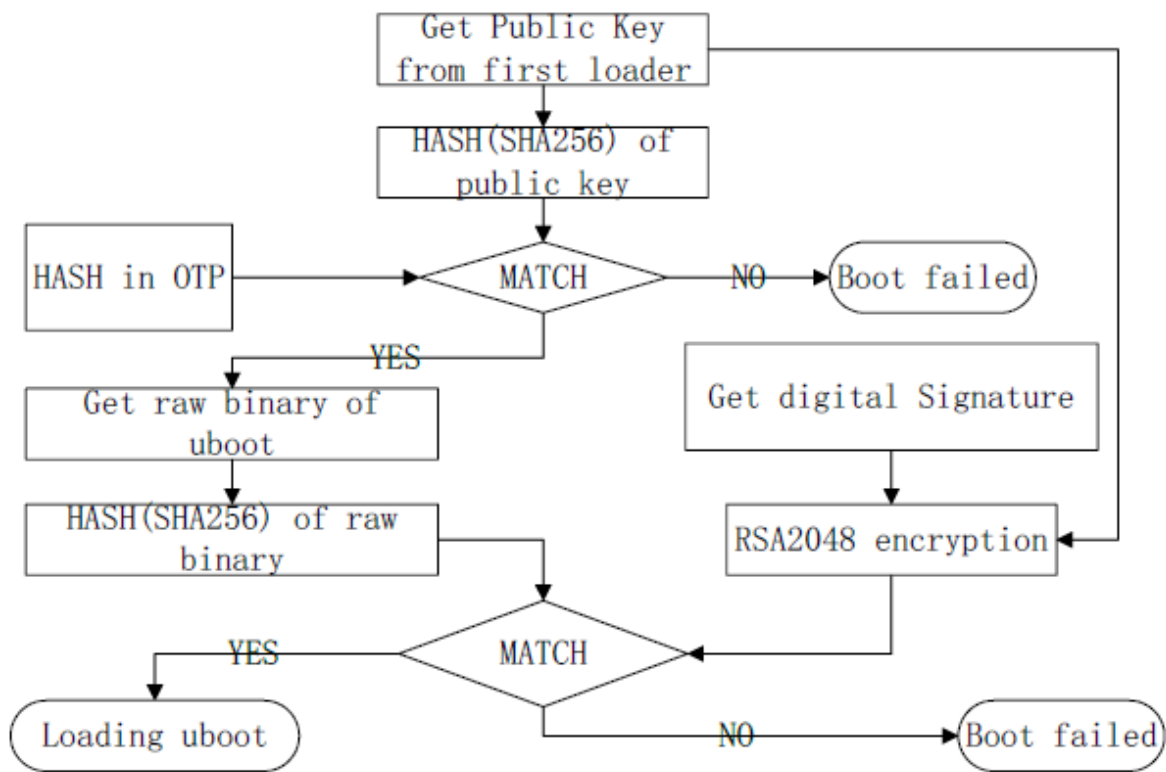 Get Public Key
from first loader
HASH(SHA256) of
public key
HASH in OTP
MATCH
NO
Boot failed
YES
Get raw binary of
uboot
Get digital Signature
HASH(SHA256) of raw
binary
RSA2048 encryption
MATCH
YES
Loading uboot
NO
Boot failed